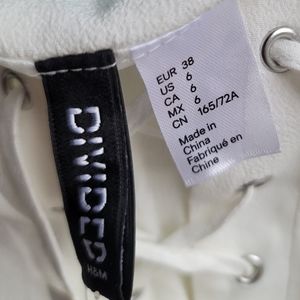 DIVIDED
H&M
EUR 38
US 6
CA 6
MX 6
CN 165/72A
Made in
China
Fabriqué en
Chine